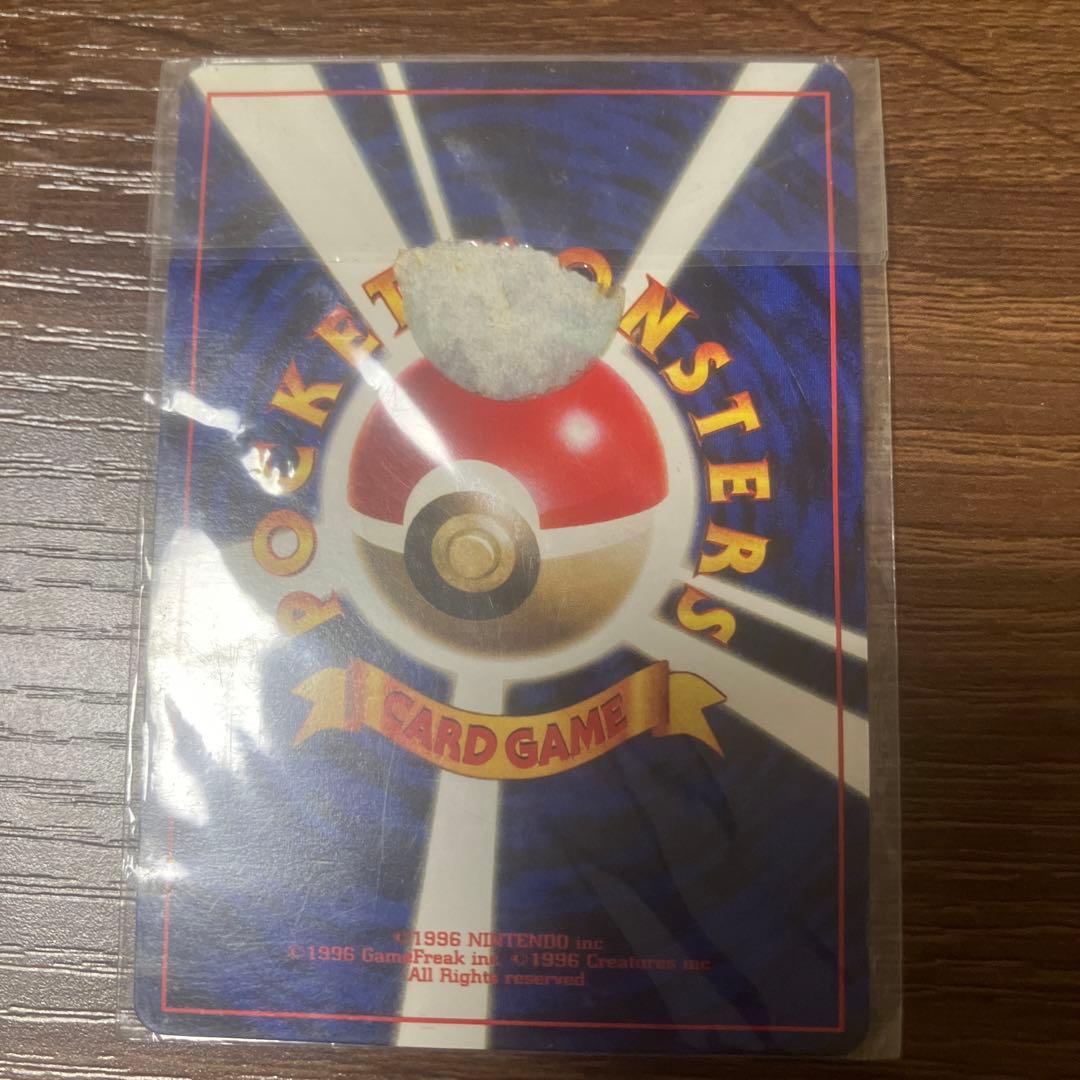 POCKET MONSTERS
CARD GAME
©1996 NINTENDO inc
©1996 GameFreak inc ©1996 Creatures inc
All Rights reserved